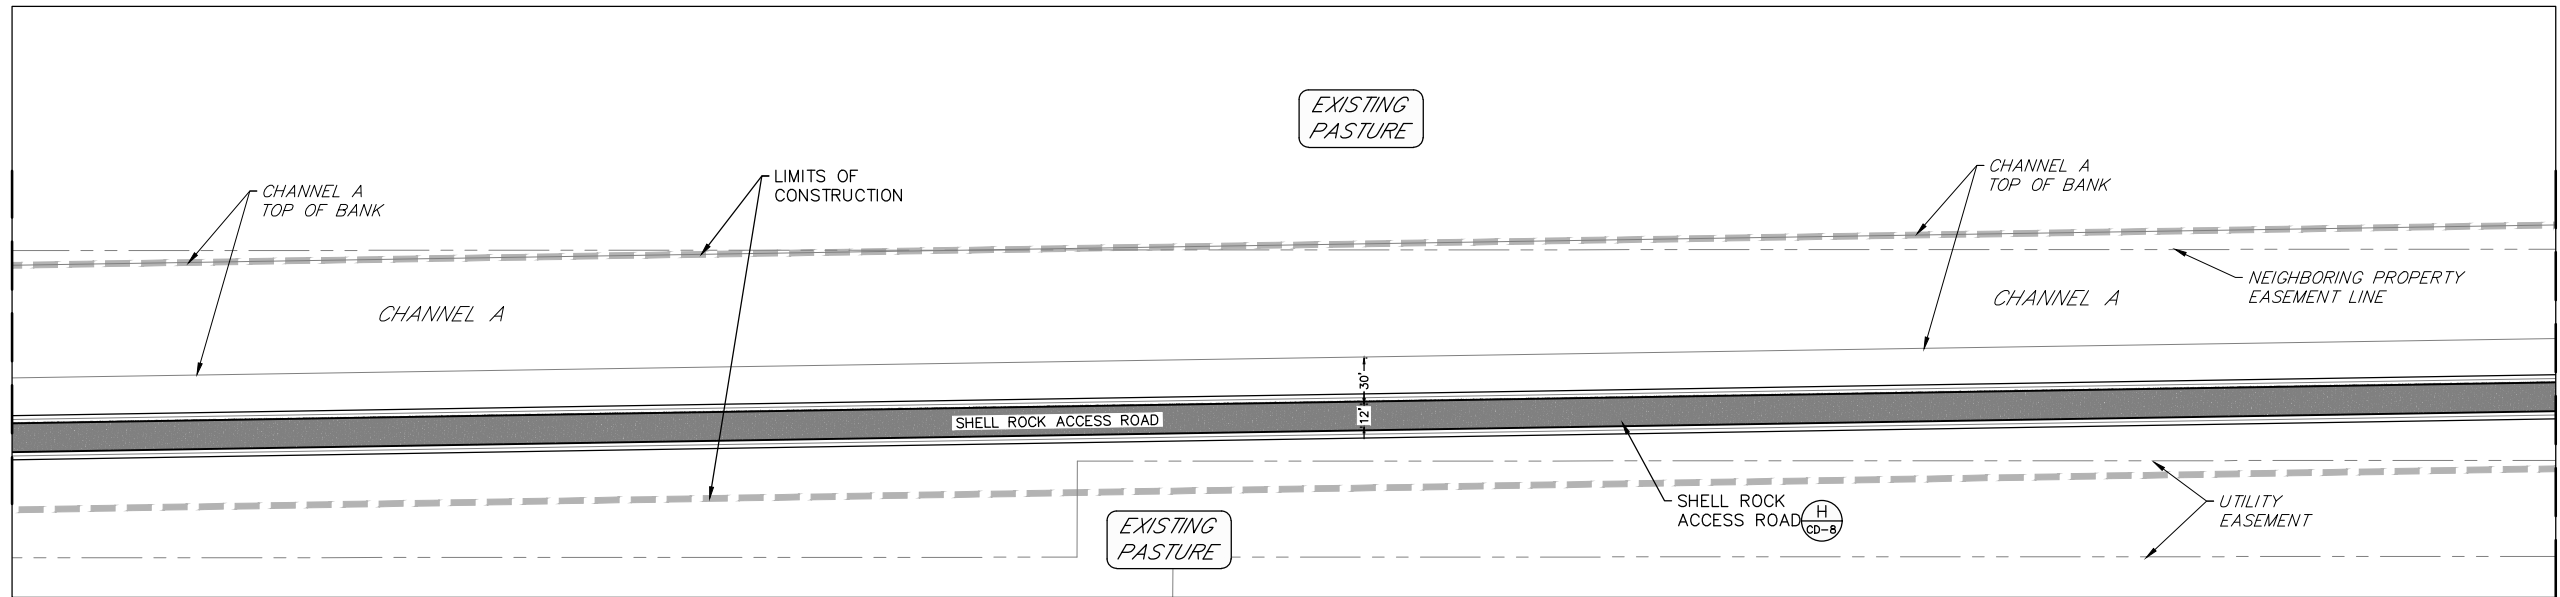 EXISTING
PASTURE
CHANNEL A
TOP OF BANK
LIMITS OF
CONSTRUCTION
CHANNEL A
TOP OF BANK
NEIGHBORING PROPERTY
EASEMENT LINE
CHANNEL A
CHANNEL A
30'
12'
SHELL ROCK ACCESS ROAD
SHELL ROCK
ACCESS ROAD
H
CD-8
UTILITY
EASEMENT
EXISTING
PASTURE